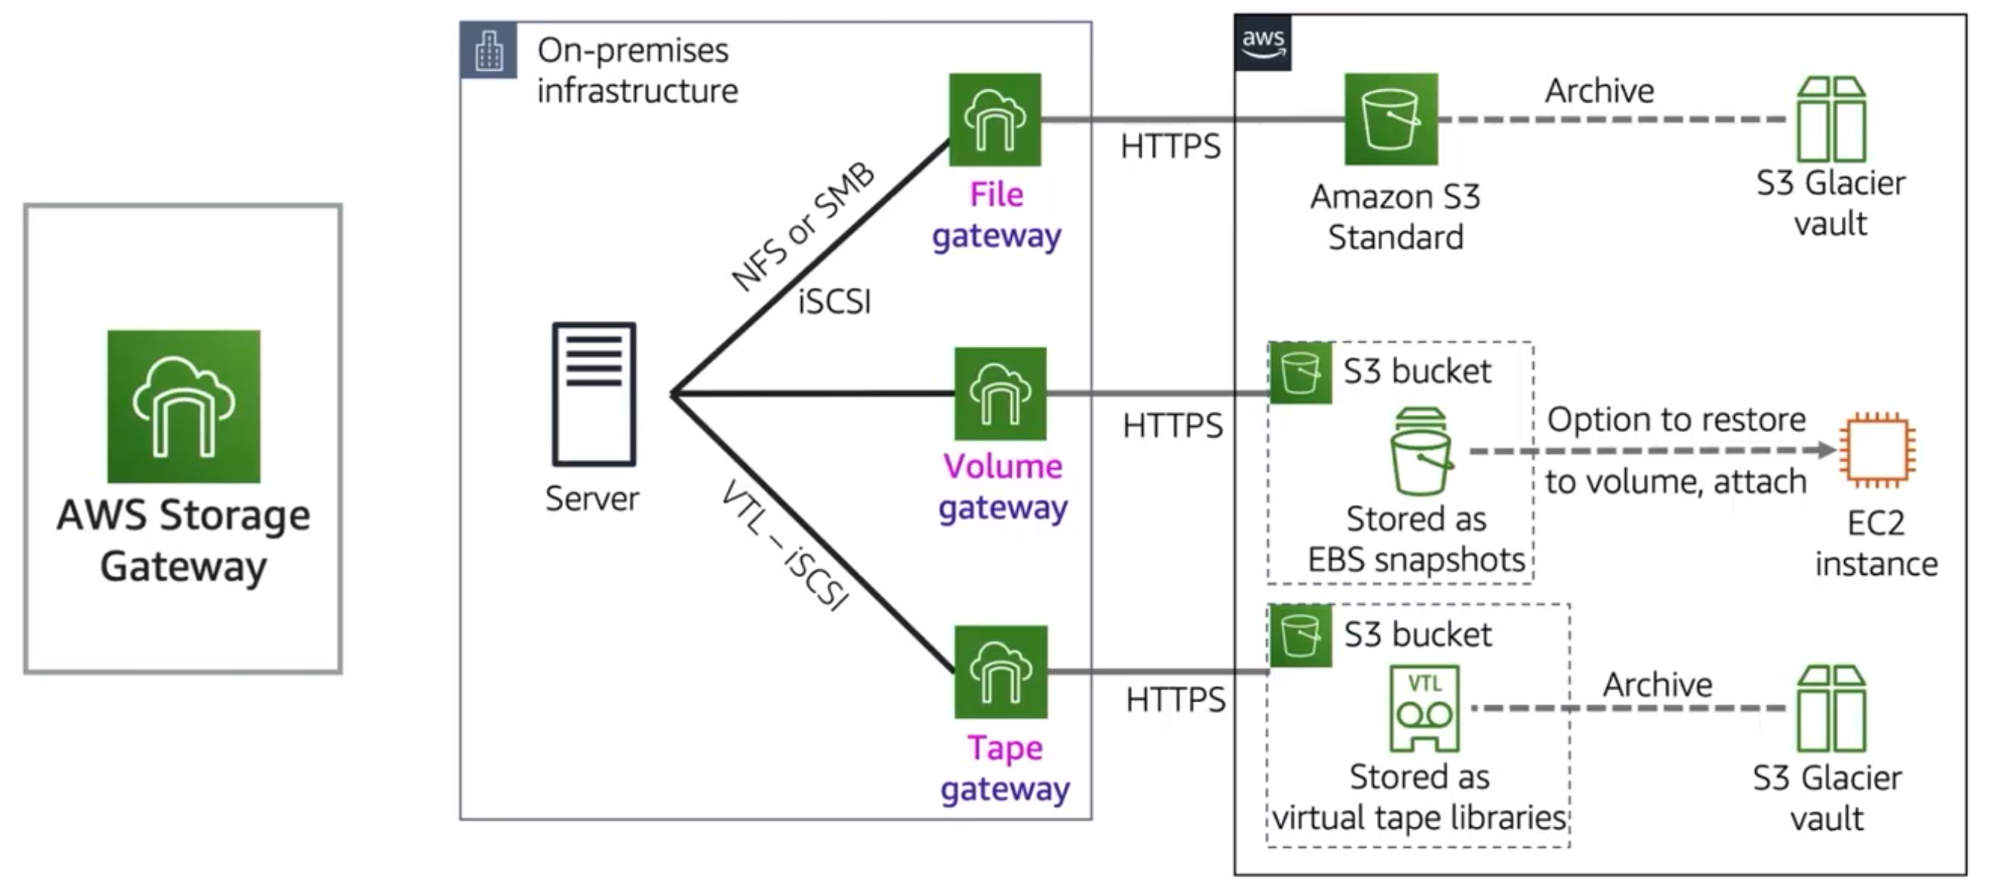 AWS Storage
Gateway
On-premises
infrastructure
Server
NFS or SMB
iSCSI
VTL – iSCSI
File
gateway
Volume
gateway
Tape
gateway
HTTPS
HTTPS
HTTPS
aws
Amazon S3
Standard
Archive
S3 Glacier
vault
S3 bucket
Stored as
EBS snapshots
Option to restore
to volume, attach
EC2
instance
S3 bucket
VTL
Stored as
virtual tape libraries
Archive
S3 Glacier
vault